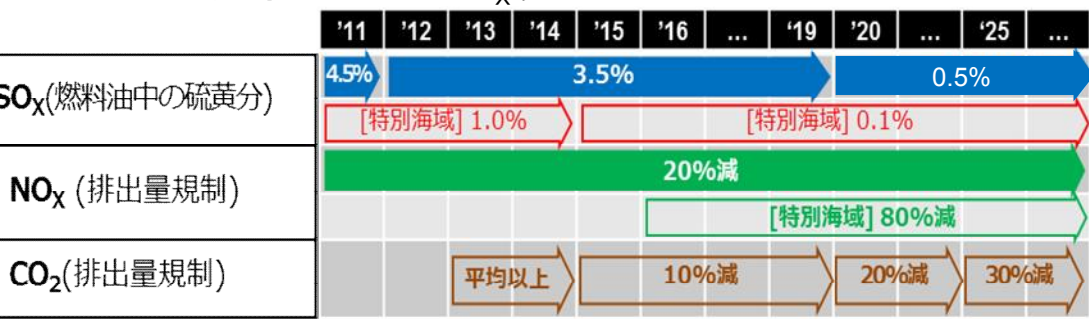 X
'11 '12 '13 '14 '15 '16 ... '19 '20 ... '25 ...
SOX(燃料油中の硫黄分) 4.5% 3.5% 0.5%
[特別海域] 1.0% [特別海域] 0.1%
NOX (排出量規制) 20%減
[特別海域] 80%減
CO2(排出量規制) 平均以上 10%減 20%減 30%減